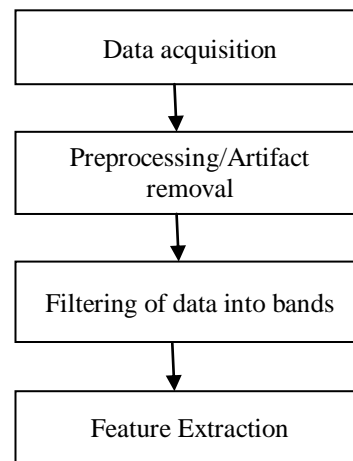 Data acquisition
Preprocessing/Artifact
removal
Filtering of data into bands
Feature Extraction